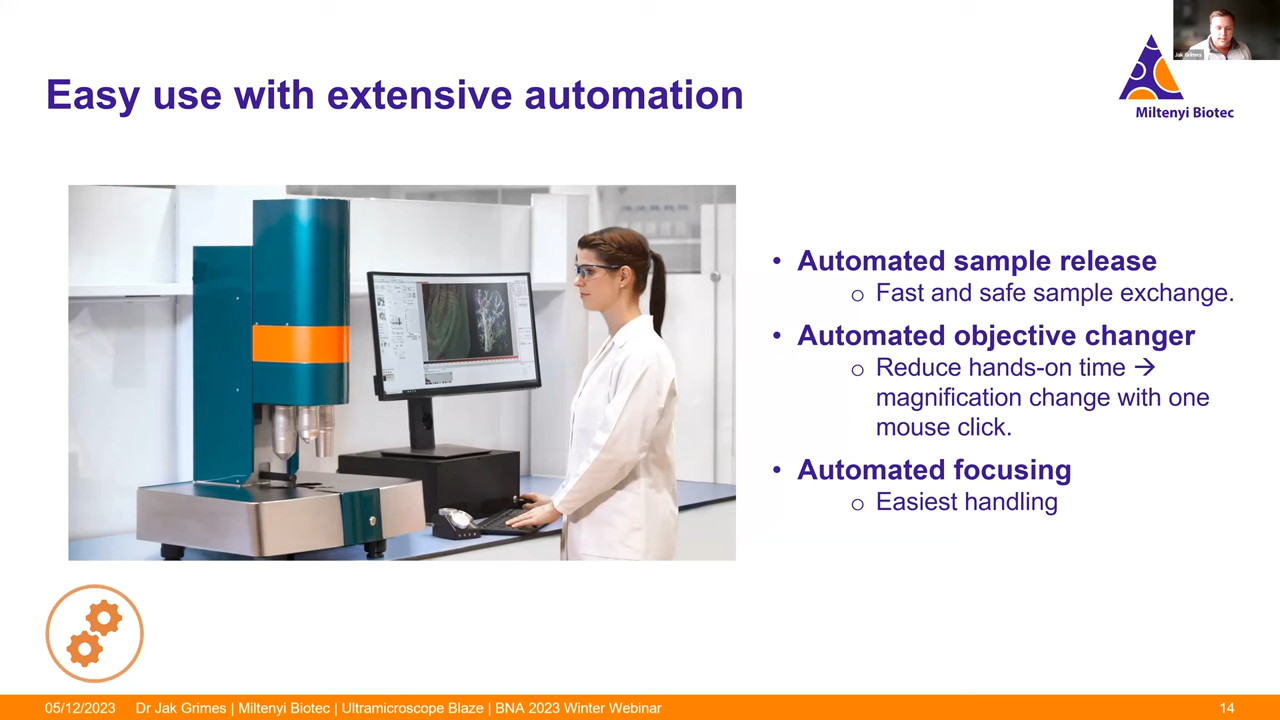 Jak Grimes
Easy use with extensive automation
Miltenyi Biotec
• Automated sample release
o Fast and safe sample exchange.
• Automated objective changer
o Reduce hands-on time →
magnification change with one
mouse click.
• Automated focusing
o Easiest handling
05/12/2023 Dr Jak Grimes | Miltenyi Biotec | Ultramicroscope Blaze | BNA 2023 Winter Webinar 14